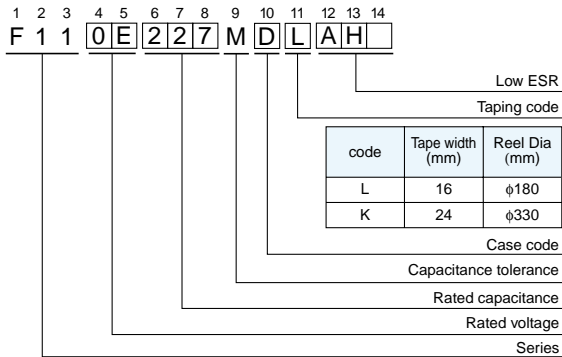 1 2 3 4 5 6 7 8 9 10 11 12 13 14
F 1 1 0 E 2 2 7 M D L A H
Low ESR
Taping code
code Tape width (mm) Reel Dia (mm)
L 16 φ180
K 24 φ330
Case code
Capacitance tolerance
Rated capacitance
Rated voltage
Series